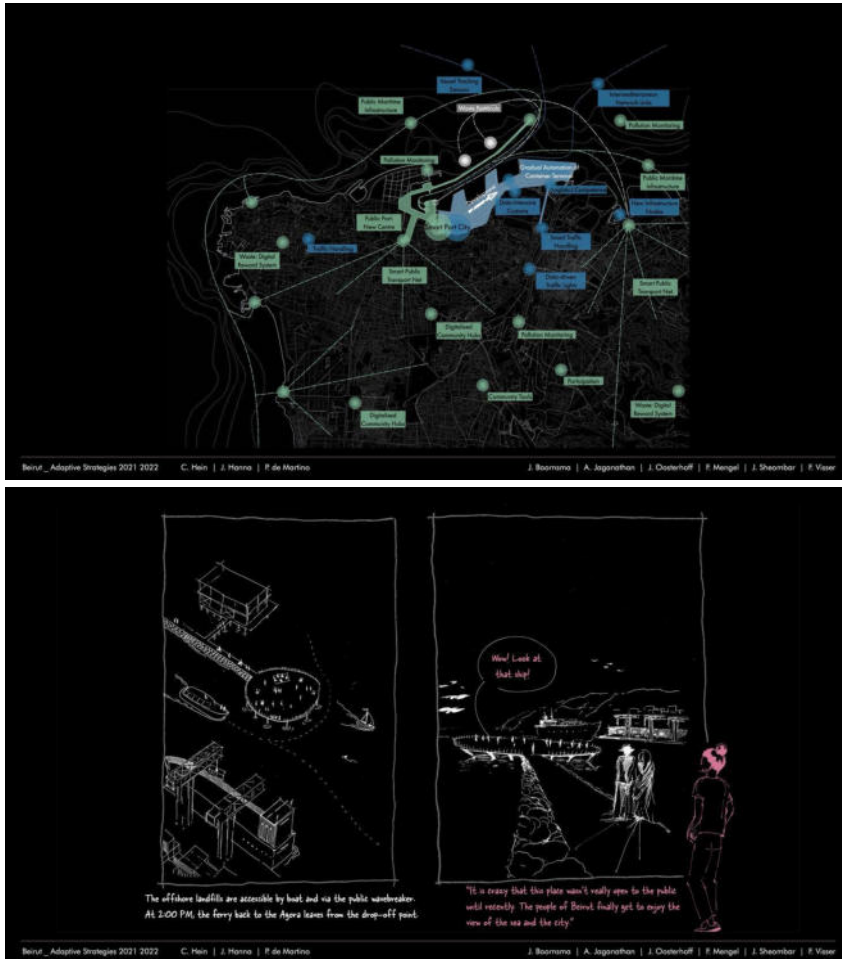 Vessel Tracking
Sensors
Intermediterranean
Network Links
Public Maritime
Infrastructure
Waste Festivals
Pollution Monitoring
Pollution Monitoring
Gradual Automation of
Container Terminal
Public Maritime
Infrastructure
Logistics Competence
Data-Intensive
Customs
New Infrastructure
Nodes
Public Port:
New Centre
Smart Port City
Smart Traffic
Handling
Waste: Digital
Reward System
Traffic Handling
Smart Public
Transport Net
Data-driven
Traffic Lights
Smart Public
Transport Net
Digitalised
Community Hubs
Pollution Monitoring
Participation
Community Tools
Digitalised
Community Hubs
Waste: Digital
Reward System
Beirut _ Adaptive Strategies 2021 2022 C. Hein | J. Hanna | P. de Martino J. Boornsma | A. Jaganathan | J. Oosterhoff | P. Mengel | J. Sheombar | P. Visser
Wow! Look at
that ship!
The offshore landfills are accessible by boat and via the public wavebreaker.
At 2:00 PM, the ferry back to the Agora leaves from the drop-off point.
"It is crazy that this place wasn't really open to the public
until recently. The people of Beirut finally get to enjoy the
view of the sea and the city."
Beirut _ Adaptive Strategies 2021 2022 C. Hein | J. Hanna | P. de Martino J. Boornsma | A. Jaganathan | J. Oosterhoff | P. Mengel | J. Sheombar | P. Visser